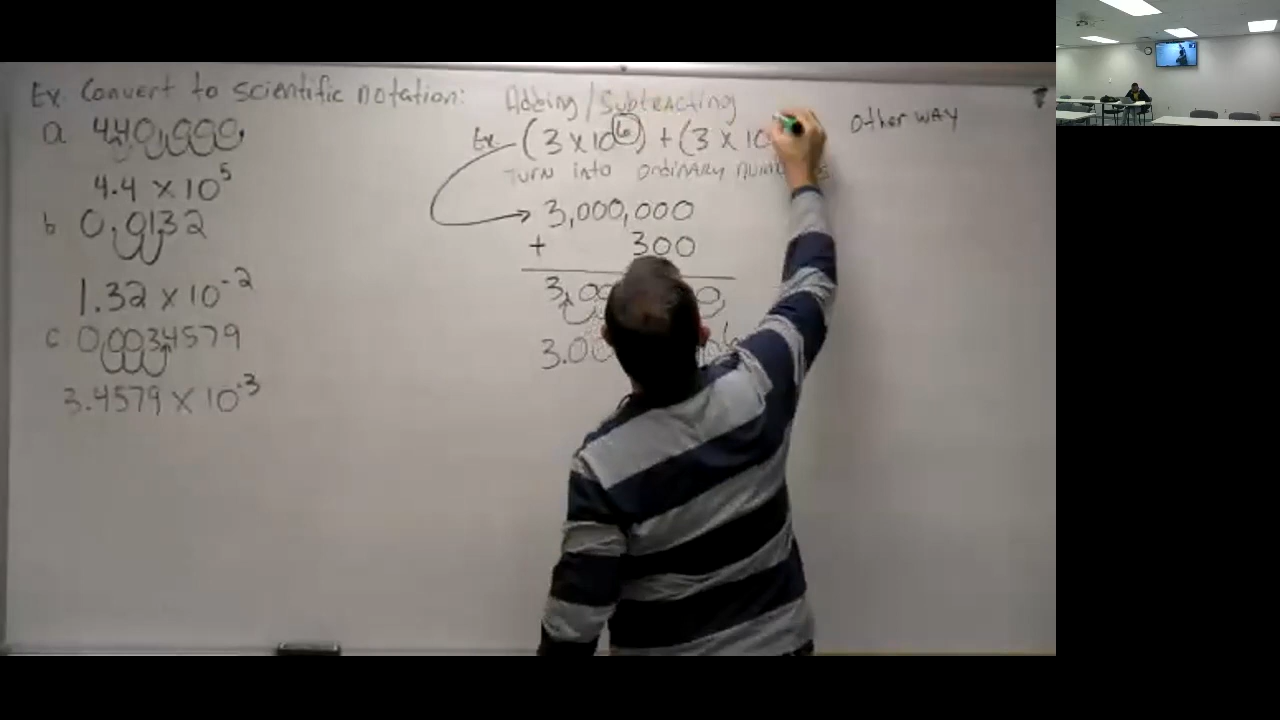 Ex. Convert to scientific notation:
a 440,000.
4.4 x 10^5
b 0.0132
1.32 x 10^-2
c 0.0034579
3.4579 x 10^-3
Adding/Subtracting
Ex. (3 x 10^6) + (3 x 10
Turn into ordinary
3,000,000
+ 300
3.00
Other way